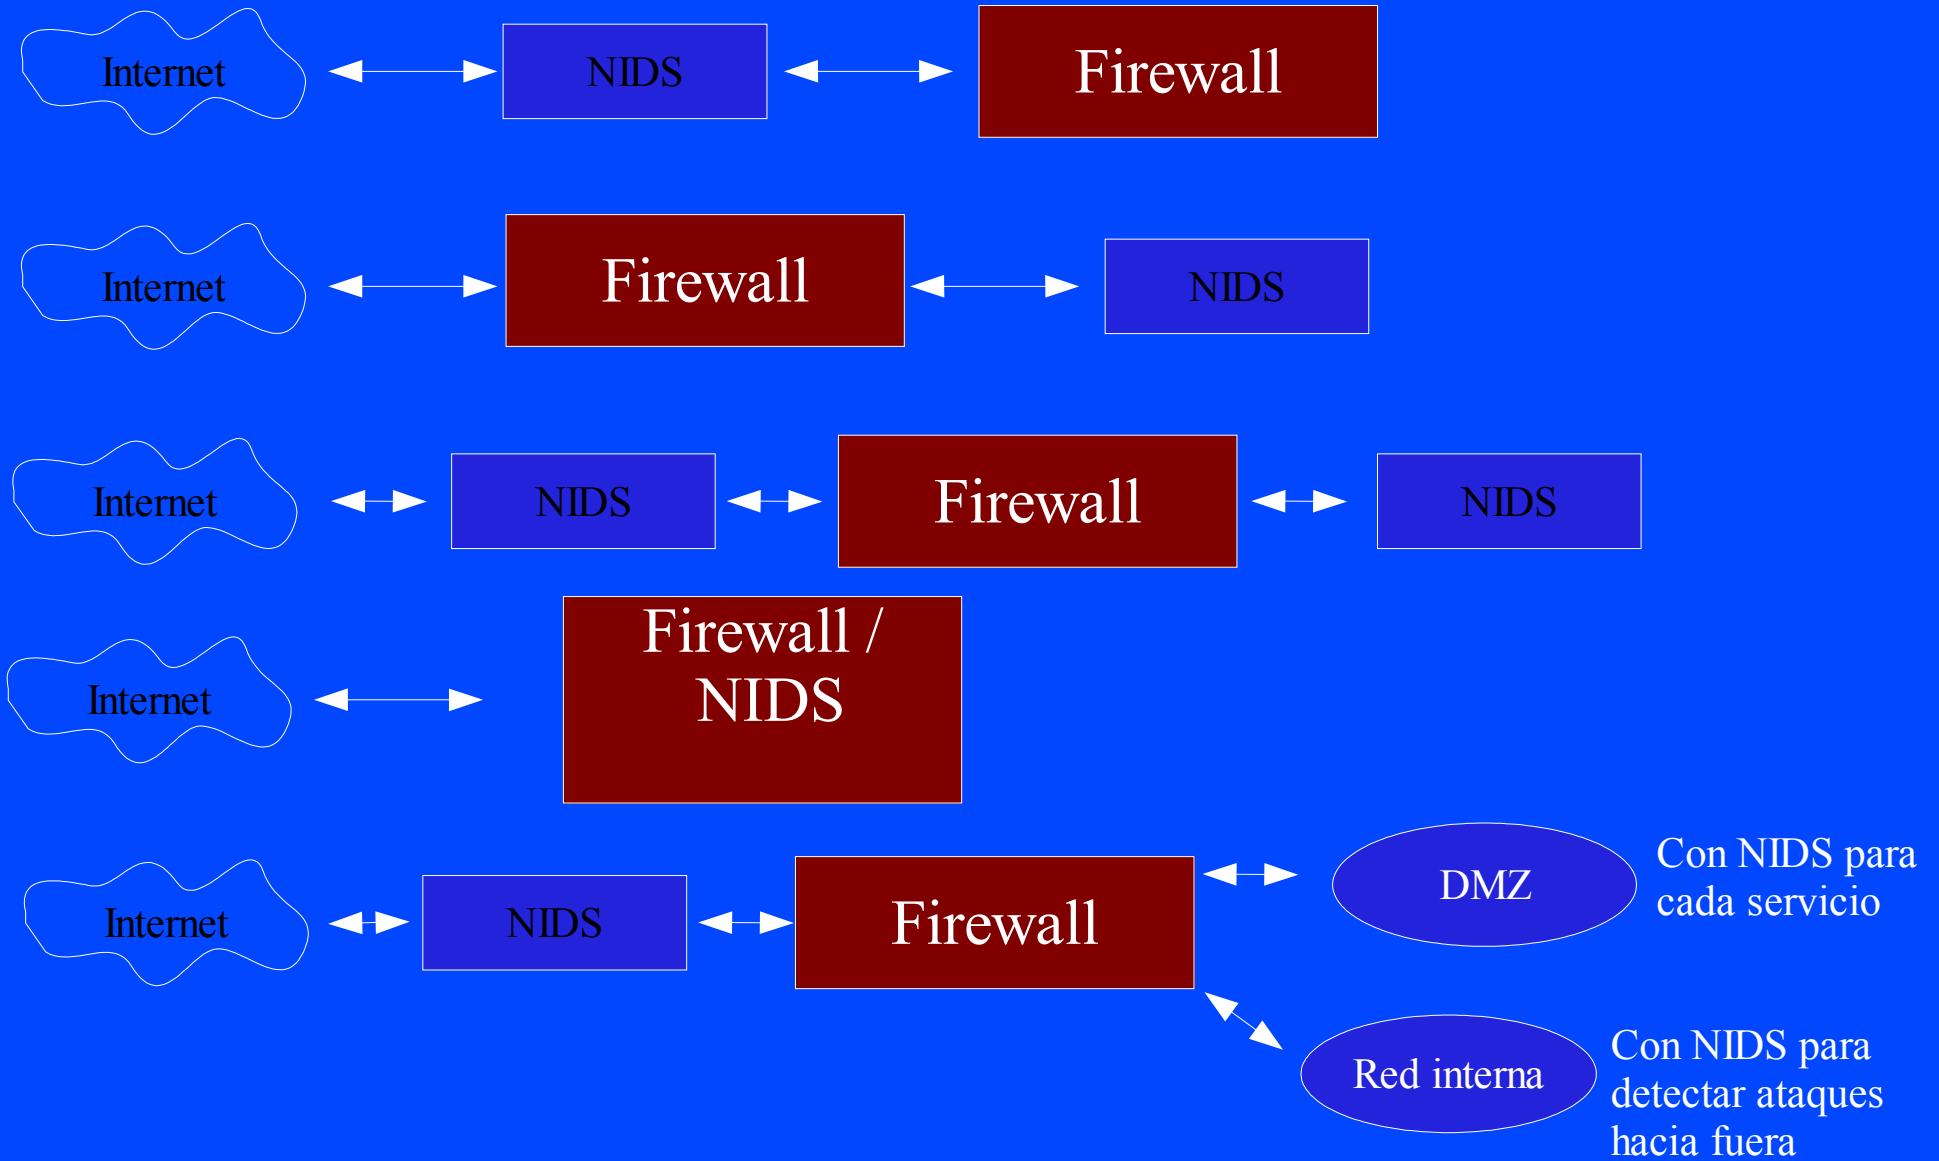 Internet
NIDS
Firewall
Internet
Firewall
NIDS
Internet
NIDS
Firewall
NIDS
Internet
Firewall /
NIDS
Internet
NIDS
Firewall
DMZ
Con NIDS para
cada servicio
Red interna
Con NIDS para
detectar ataques
hacia fuera